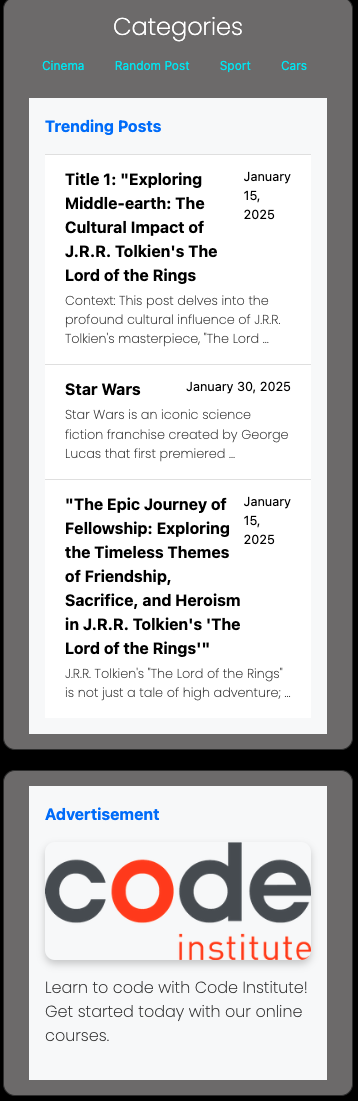 Categories
Cinema Random Post Sport Cars
Trending Posts
Title 1: "Exploring
Middle-earth: The
Cultural Impact of
J.R.R. Tolkien's The
Lord of the Rings
January
15,
2025
Context: This post delves into the
profound cultural influence of J.R.R.
Tolkien's masterpiece, "The Lord ...
Star Wars January 30, 2025
Star Wars is an iconic science
fiction franchise created by George
Lucas that first premiered ...
"The Epic Journey of
Fellowship: Exploring
the Timeless Themes
of Friendship,
Sacrifice, and Heroism
in J.R.R. Tolkien's 'The
Lord of the Rings'"
January
15,
2025
J.R.R. Tolkien's "The Lord of the Rings"
is not just a tale of high adventure; ...
Advertisement
code
institute
Learn to code with Code Institute!
Get started today with our online
courses.